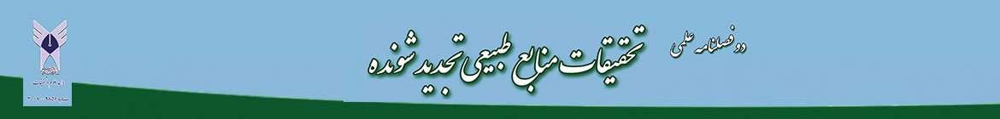 دو فصلنامه علمی
تحقیقات منابع طبیعی تجدید شونده